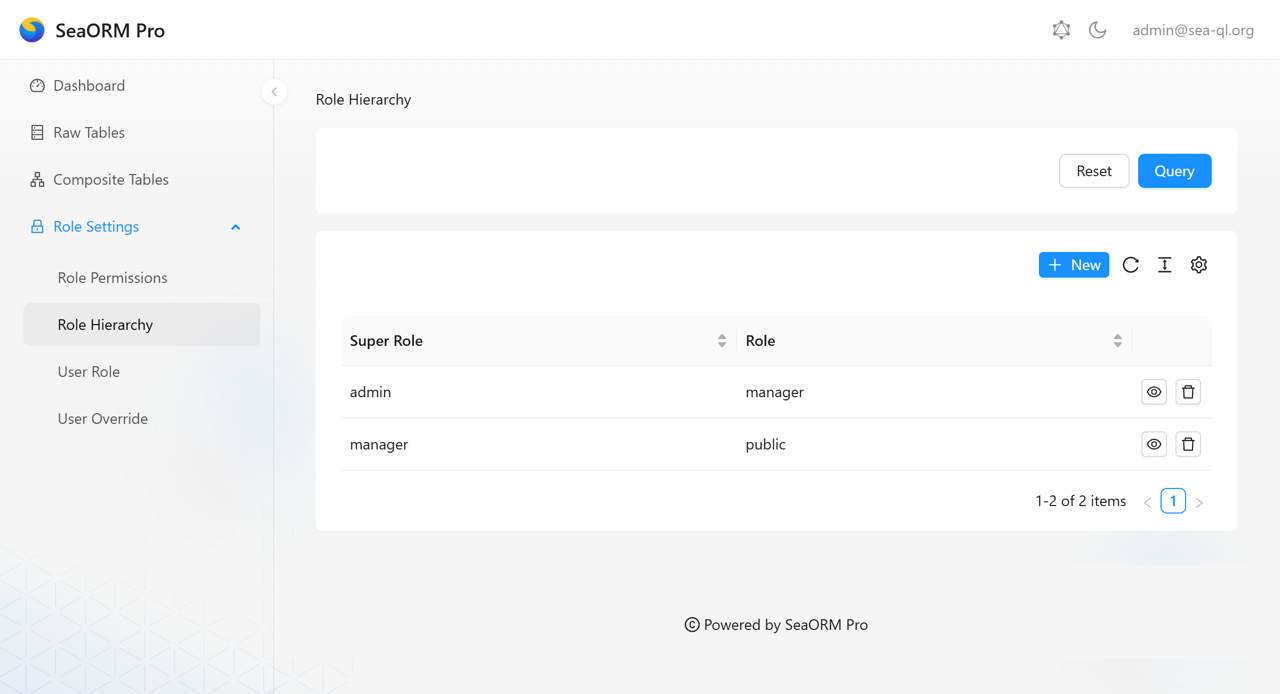 SeaORM Pro
admin@sea-ql.org
Dashboard
Raw Tables
Composite Tables
Role Settings
Role Permissions
Role Hierarchy
User Role
User Override
Role Hierarchy
Reset
Query
New
Super Role
Role
admin
manager
manager
public
1-2 of 2 items
1
© Powered by SeaORM Pro